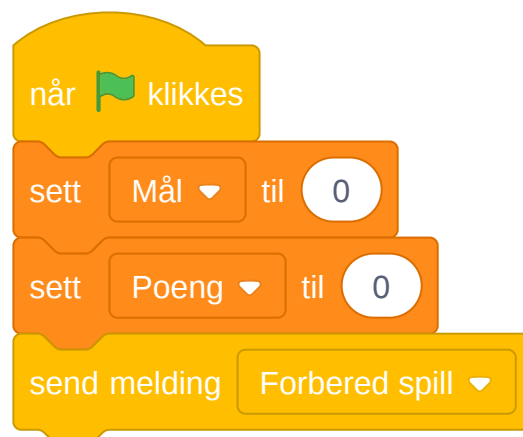 når klikkes
sett Mål til 0
sett Poeng til 0
send melding Forbered spill